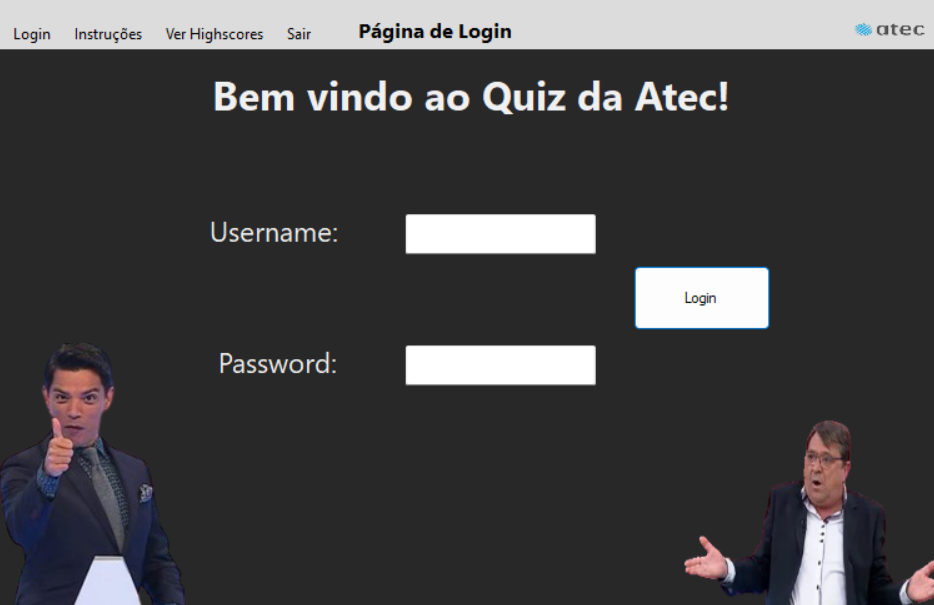 Login Instruções Ver Highscores Sair Página de Login atec
Bem vindo ao Quiz da Atec!
Username:
Login
Password: